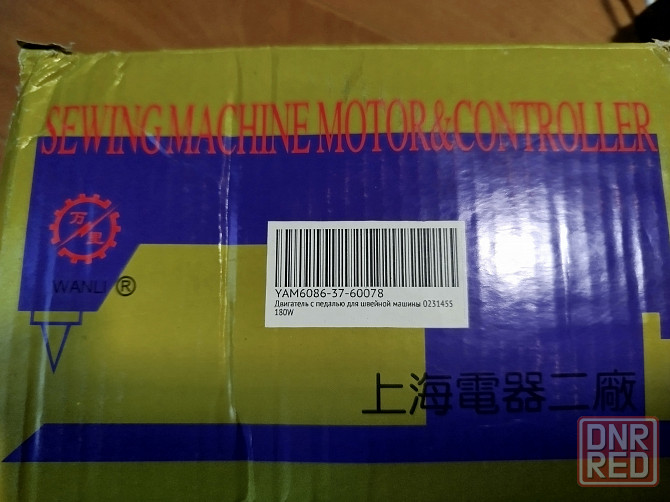 SEWING MACHINE MOTOR&CONTROLLER
万里
WANLI ®
YAM6086-37-60078
Двигатель с педалью для швейной машины 0231455
180W
上海電器二廠
DNR
RED